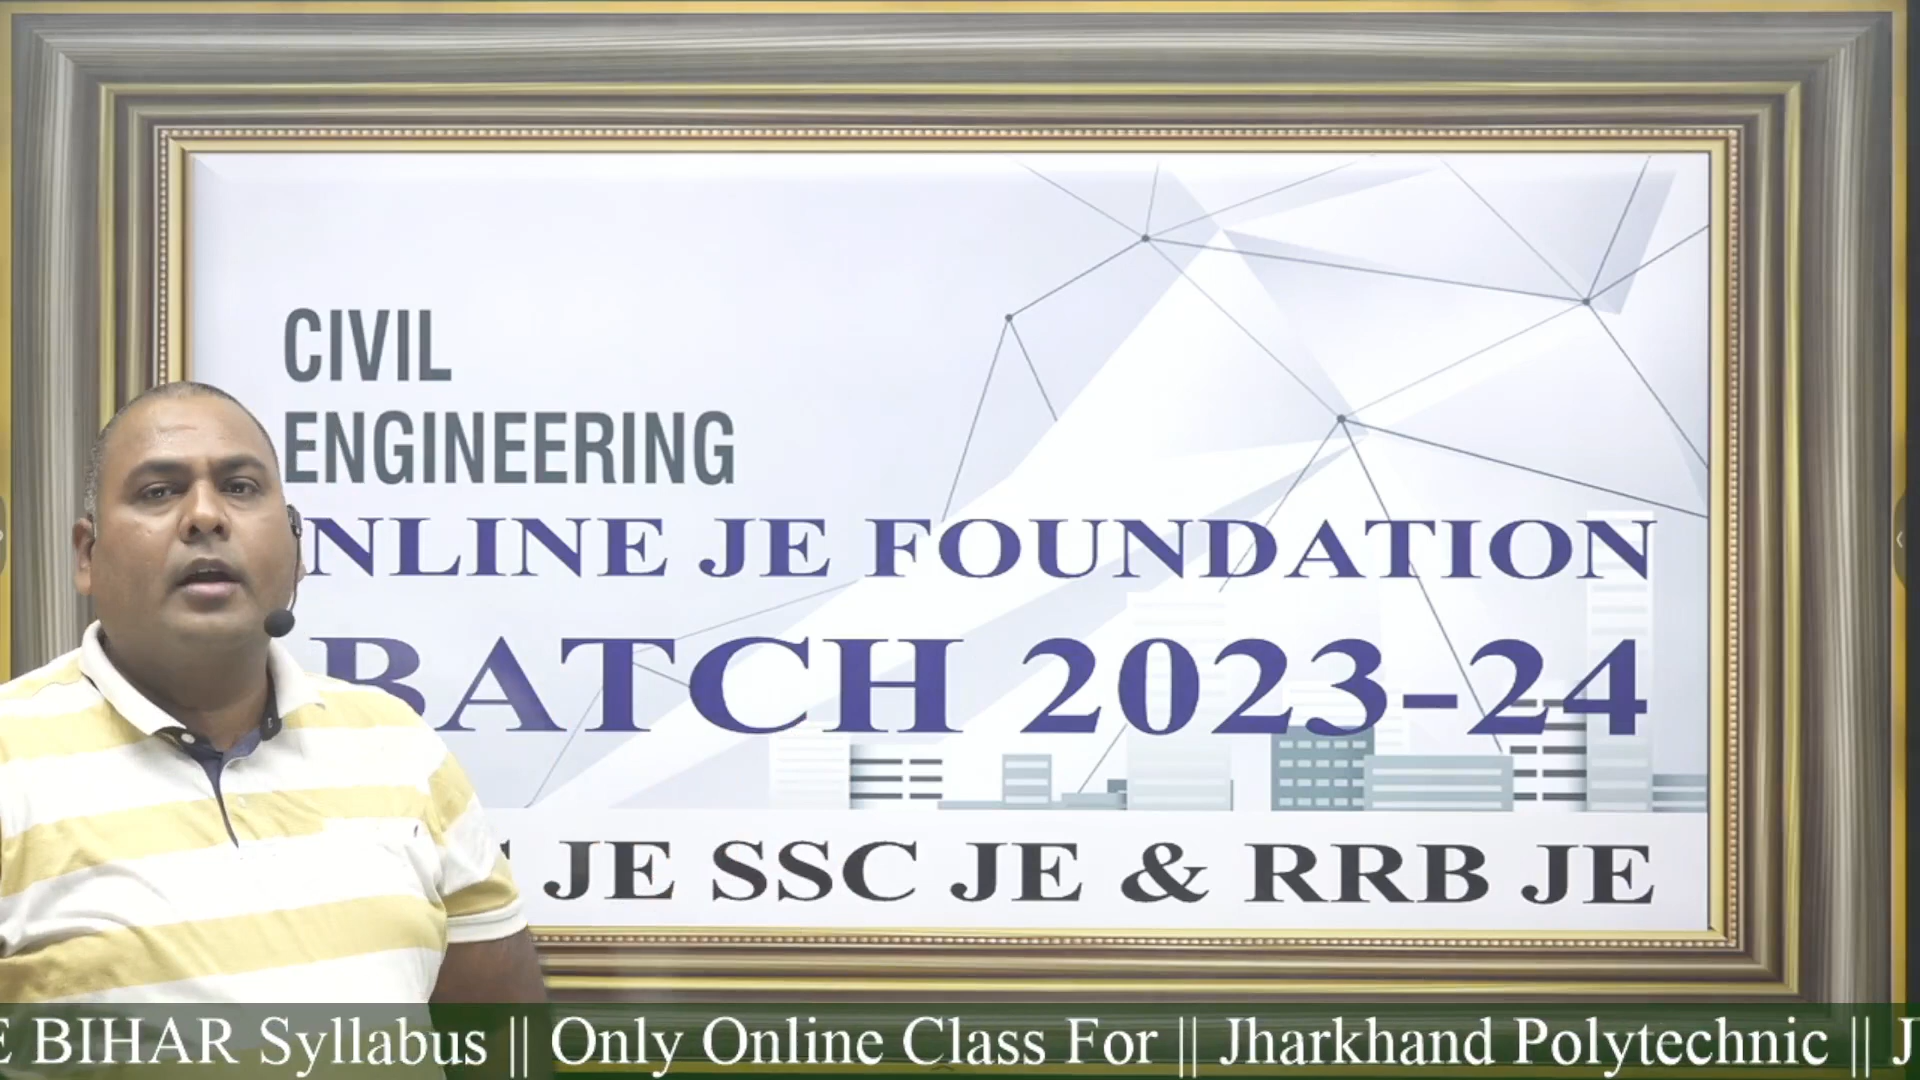 CIVIL
ENGINEERING
NLINE JE FOUNDATION
BATCH 2023-24
JE SSC JE & RRB JE
E BIHAR Syllabus || Only Online Class For || Jharkhand Polytechnic || J